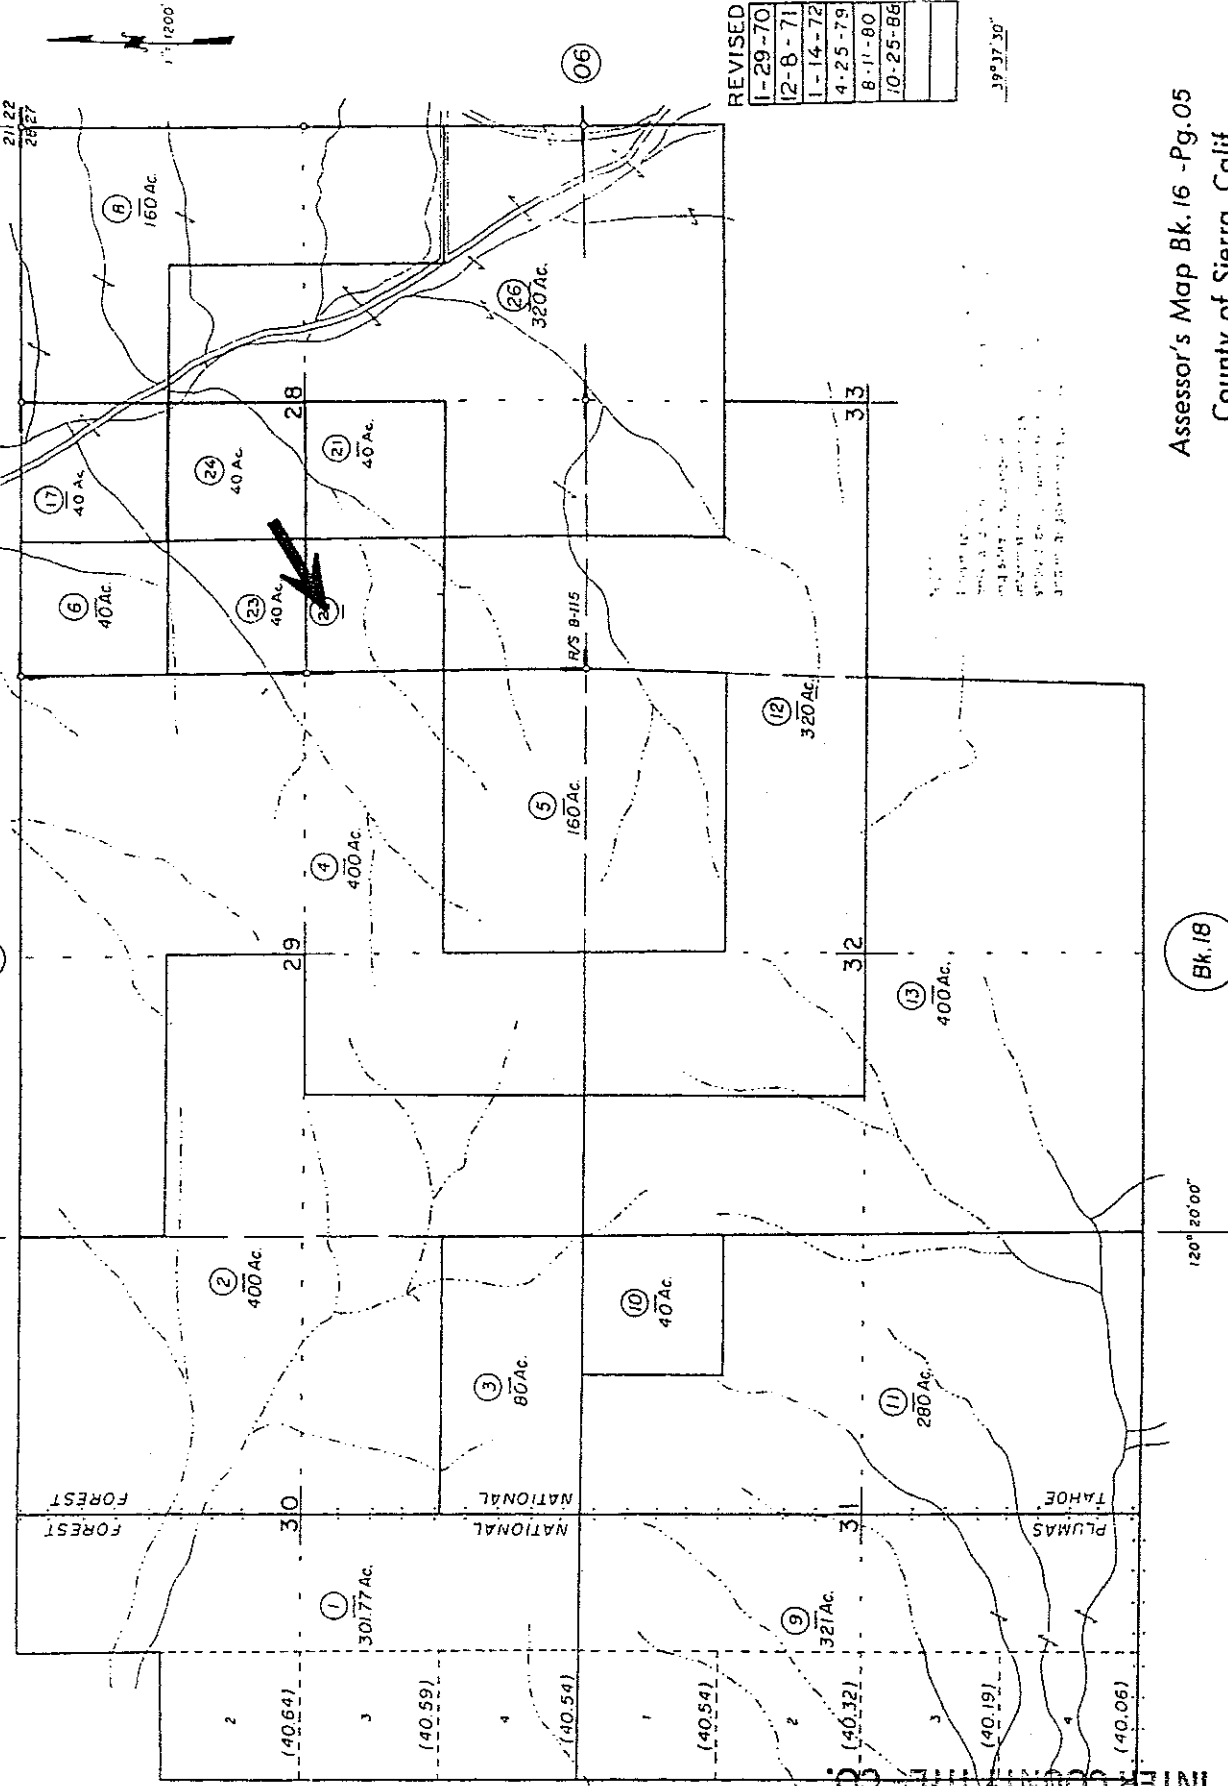 1"=1200'
21 22
28 27
06
REVISED
1-29-70
12-8-71
1-14-72
4-25-79
8-11-80
10-25-88
39°37'30"
8
160 Ac.
26
320 Ac.
17
40 Ac.
24
40 Ac.
28
21
40 Ac.
6
40 Ac.
23
40 Ac.
R/S B-115
33
12
320 Ac.
5
160 Ac.
4
400 Ac.
29
32
13
400 Ac.
Bk.18
2
400 Ac.
10
40 Ac.
3
80 Ac.
11
280 Ac.
120° 20'00"
FOREST
FOREST
NATIONAL
NATIONAL
TAHOE
PLUMAS
30
31
1
301.77 Ac.
9
321 Ac.
2
(40.64)
3
(40.59)
4
(40.54)
1
(40.54)
2
(40.32)
3
(40.19)
4
(40.06)
Assessor's Map Bk.16 -Pg.05
County of Sierra, Calif.